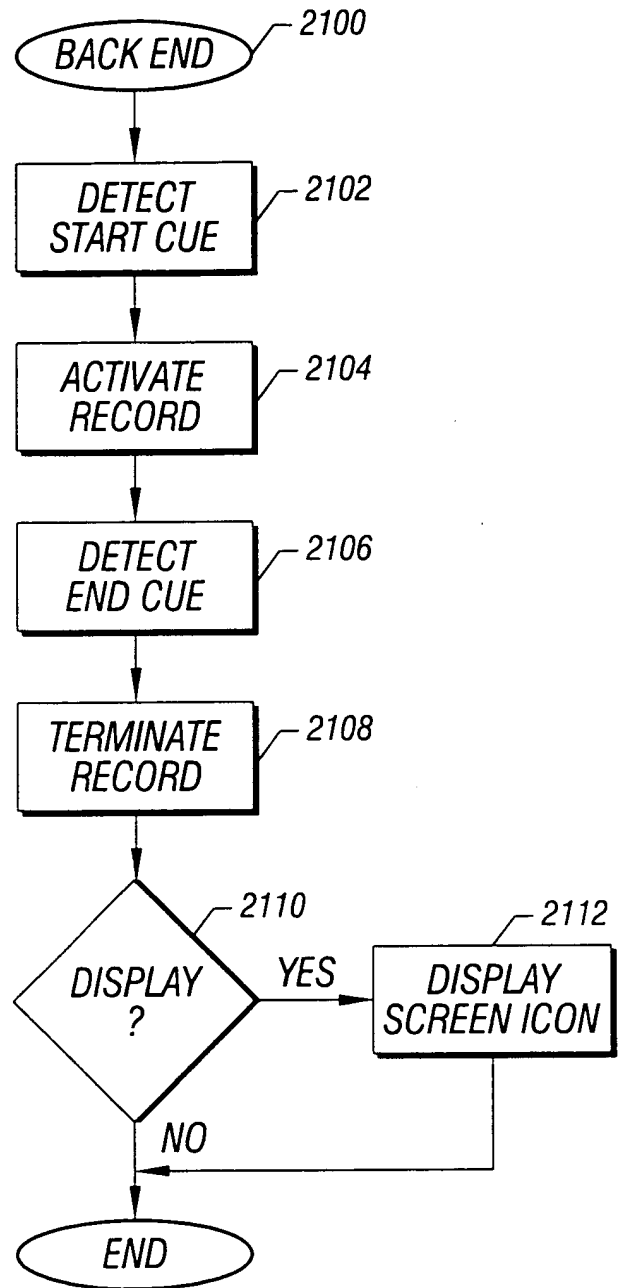 BACK END
2100
DETECT
START CUE
2102
ACTIVATE
RECORD
2104
DETECT
END CUE
2106
TERMINATE
RECORD
2108
DISPLAY
?
2110
YES
DISPLAY
SCREEN ICON
2112
NO
END